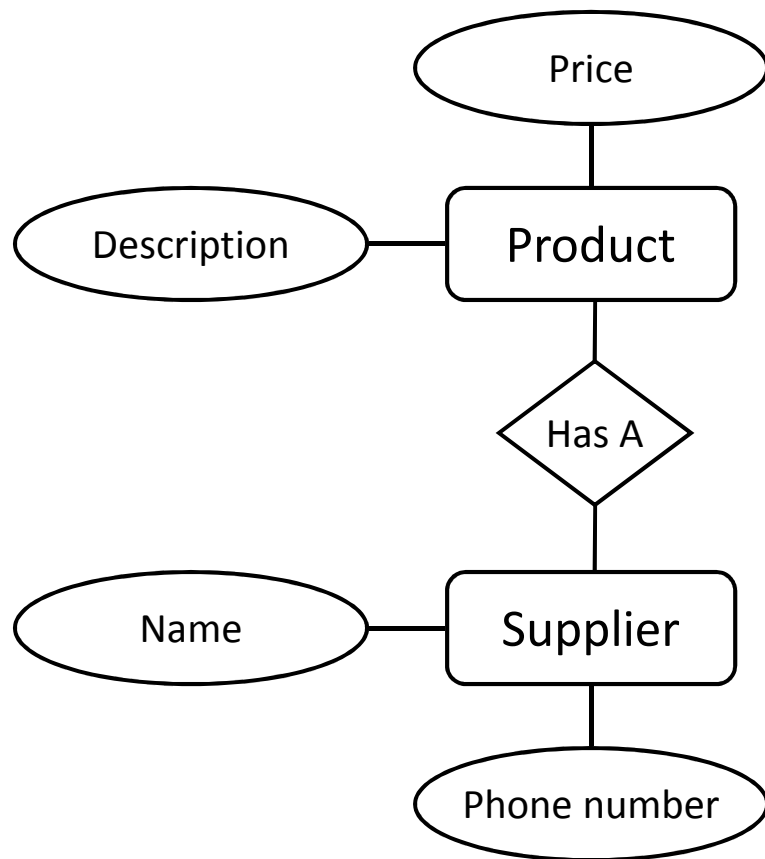 Price
Description
Product
Has A
Name
Supplier
Phone number